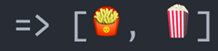 => [🍟, 🍿]